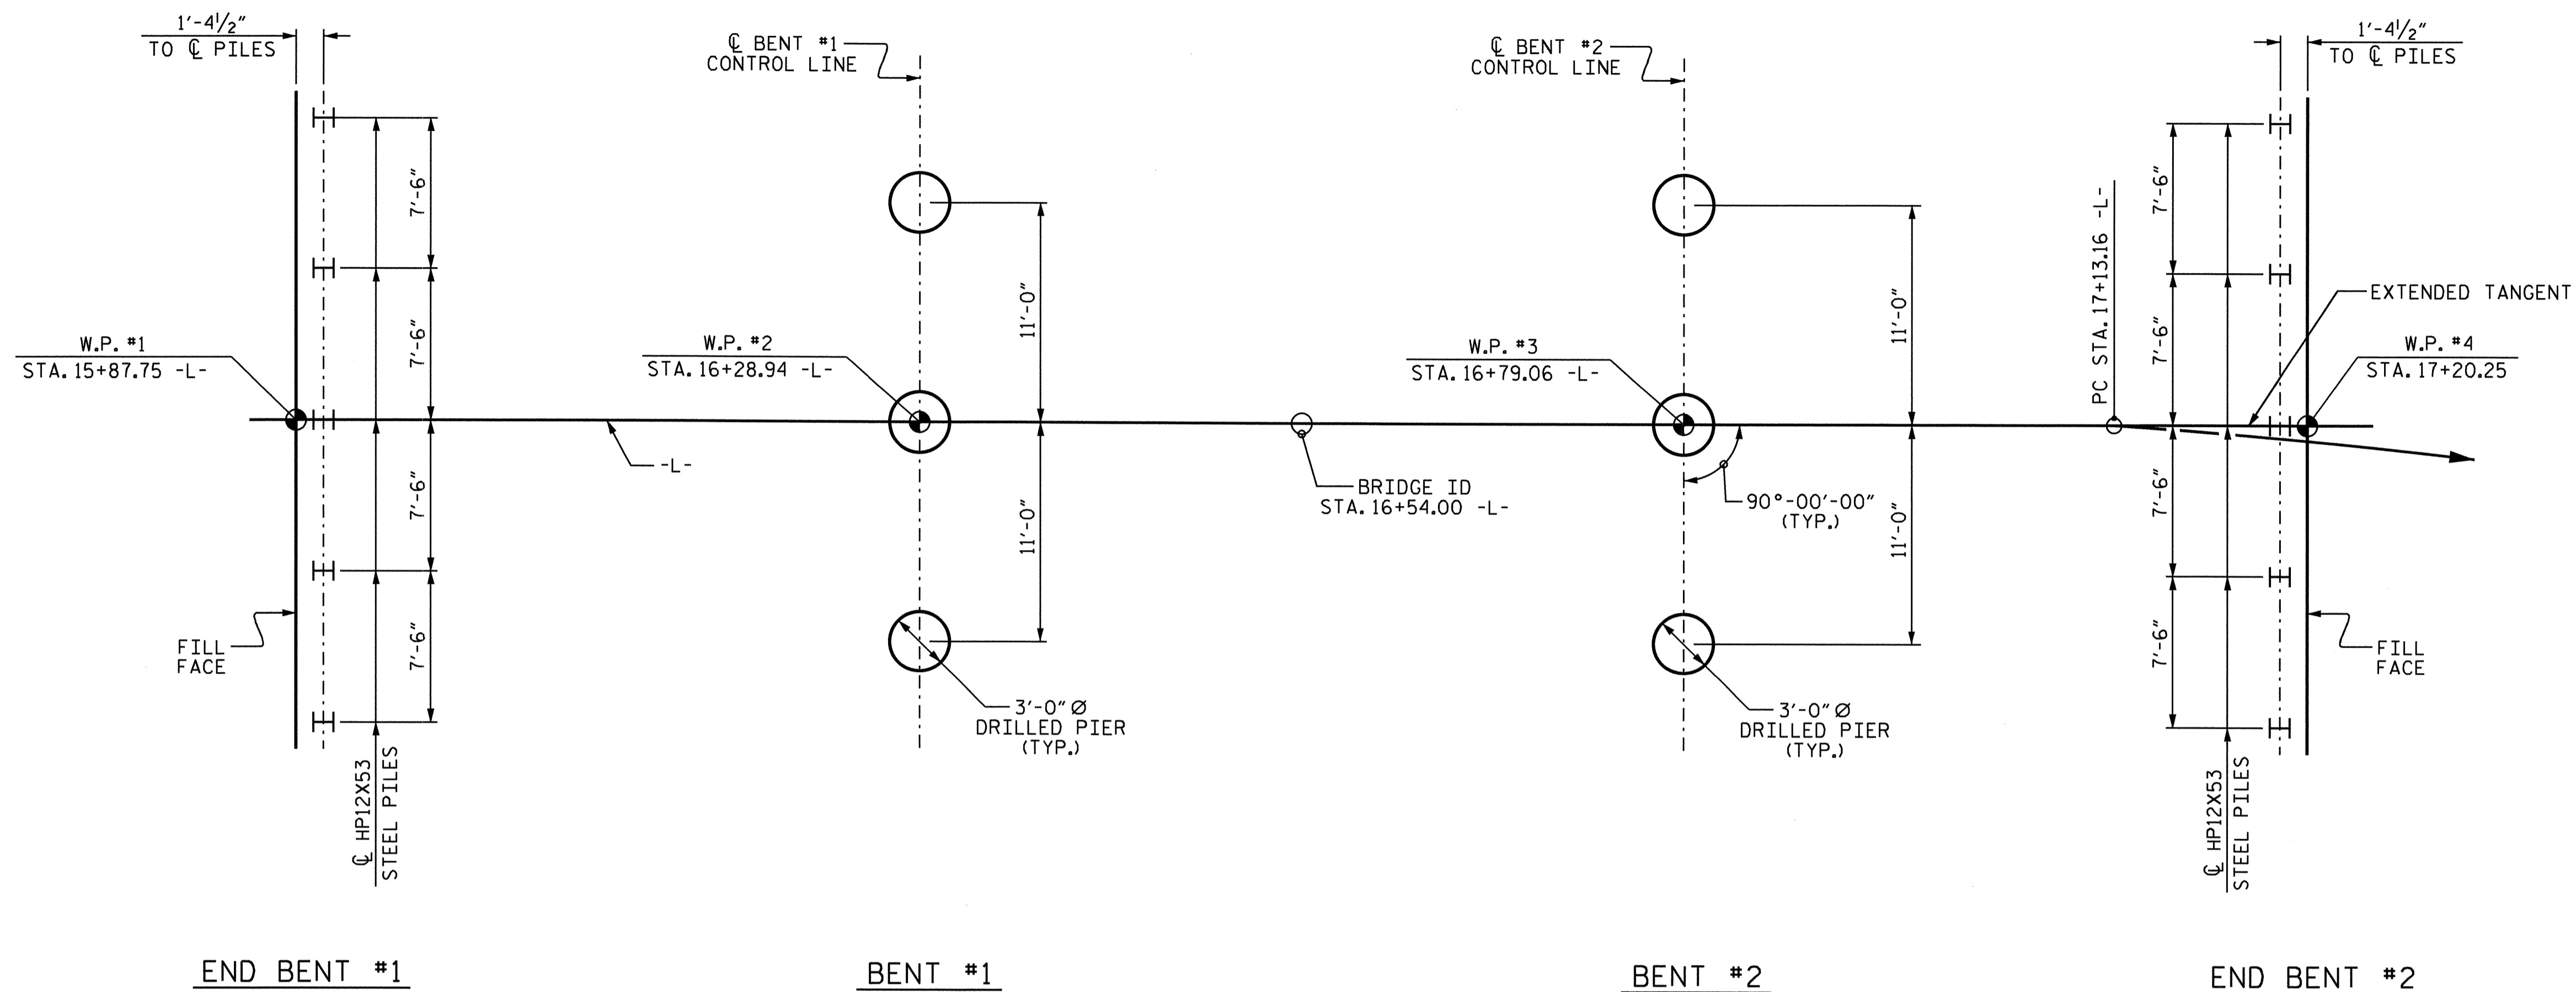 1'-4 1/2"
TO ℄ PILES
℄ BENT #1
CONTROL LINE
℄ BENT #2
CONTROL LINE
1'-4 1/2"
TO ℄ PILES
7'-6"
7'-6"
7'-6"
7'-6"
11'-0"
11'-0"
11'-0"
11'-0"
PC STA. 17+13.16 -L-
7'-6"
7'-6"
7'-6"
7'-6"
EXTENDED TANGENT
W.P. #1
STA. 15+87.75 -L-
W.P. #2
STA. 16+28.94 -L-
W.P. #3
STA. 16+79.06 -L-
W.P. #4
STA. 17+20.25
-L-
BRIDGE ID
STA. 16+54.00 -L-
90°-00'-00"
(TYP.)
FILL
FACE
FILL
FACE
3'-0" Ø
DRILLED PIER
(TYP.)
3'-0" Ø
DRILLED PIER
(TYP.)
℄ HP12X53
STEEL PILES
℄ HP12X53
STEEL PILES
END BENT #1
BENT #1
BENT #2
END BENT #2